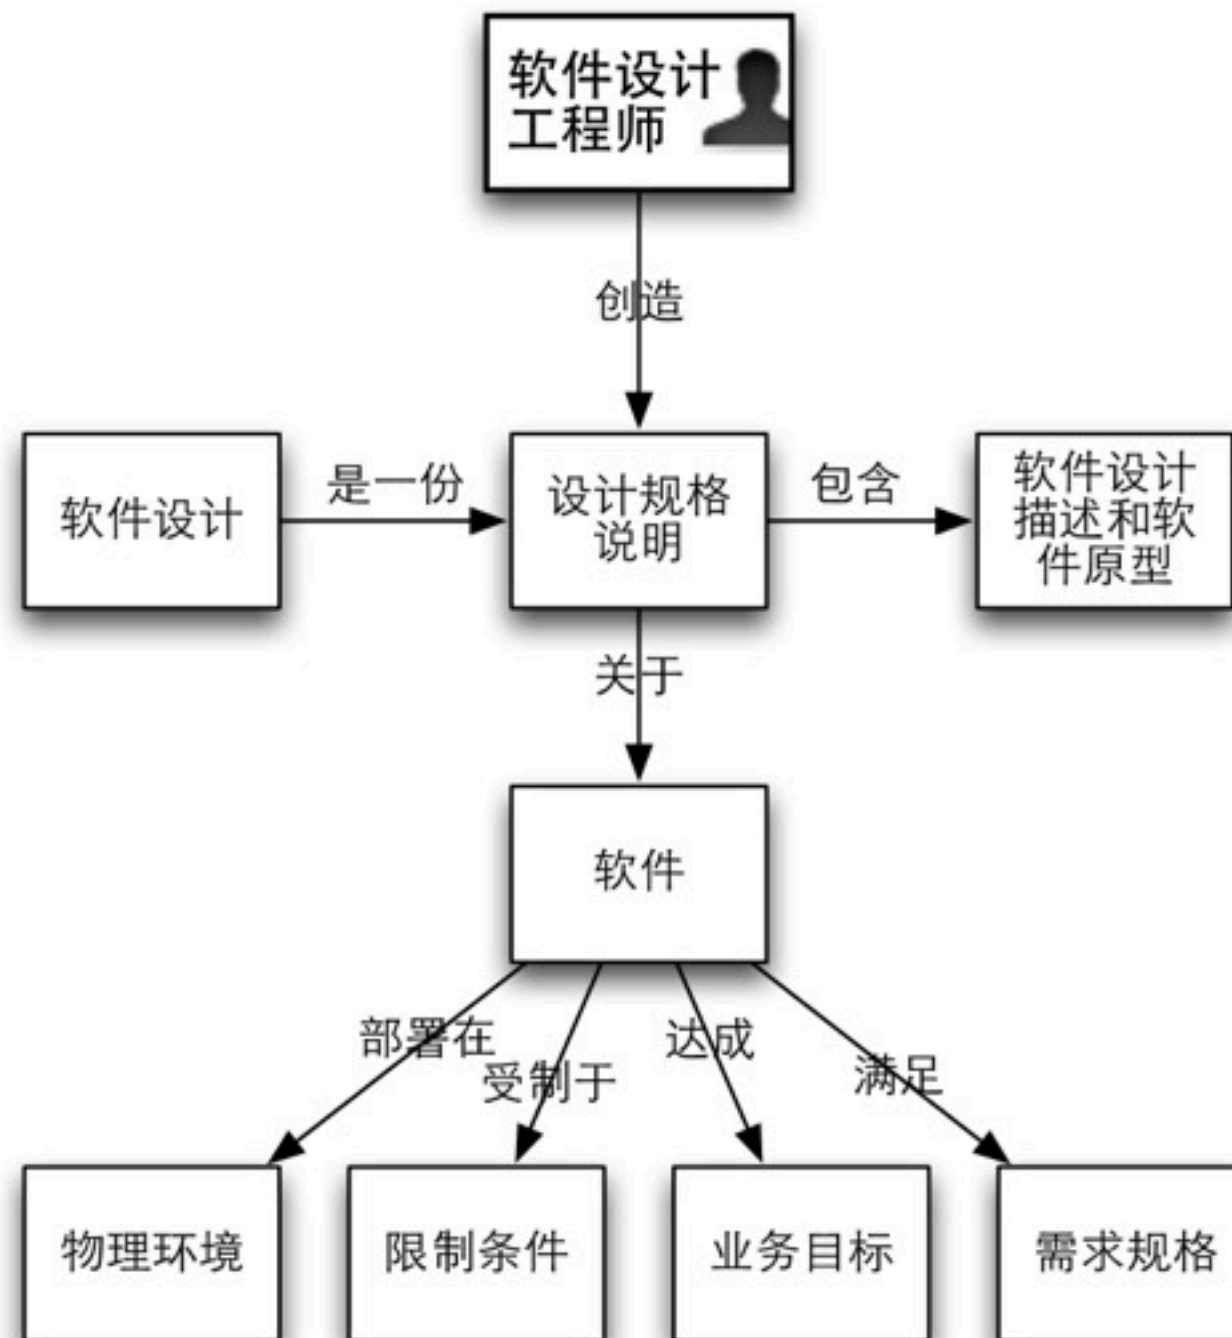 软件设计
工程师
创造
软件设计
是一份
设计规格
说明
包含
软件设计
描述和软
件原型
关于
软件
部署在
受制于
达成
满足
物理环境
限制条件
业务目标
需求规格